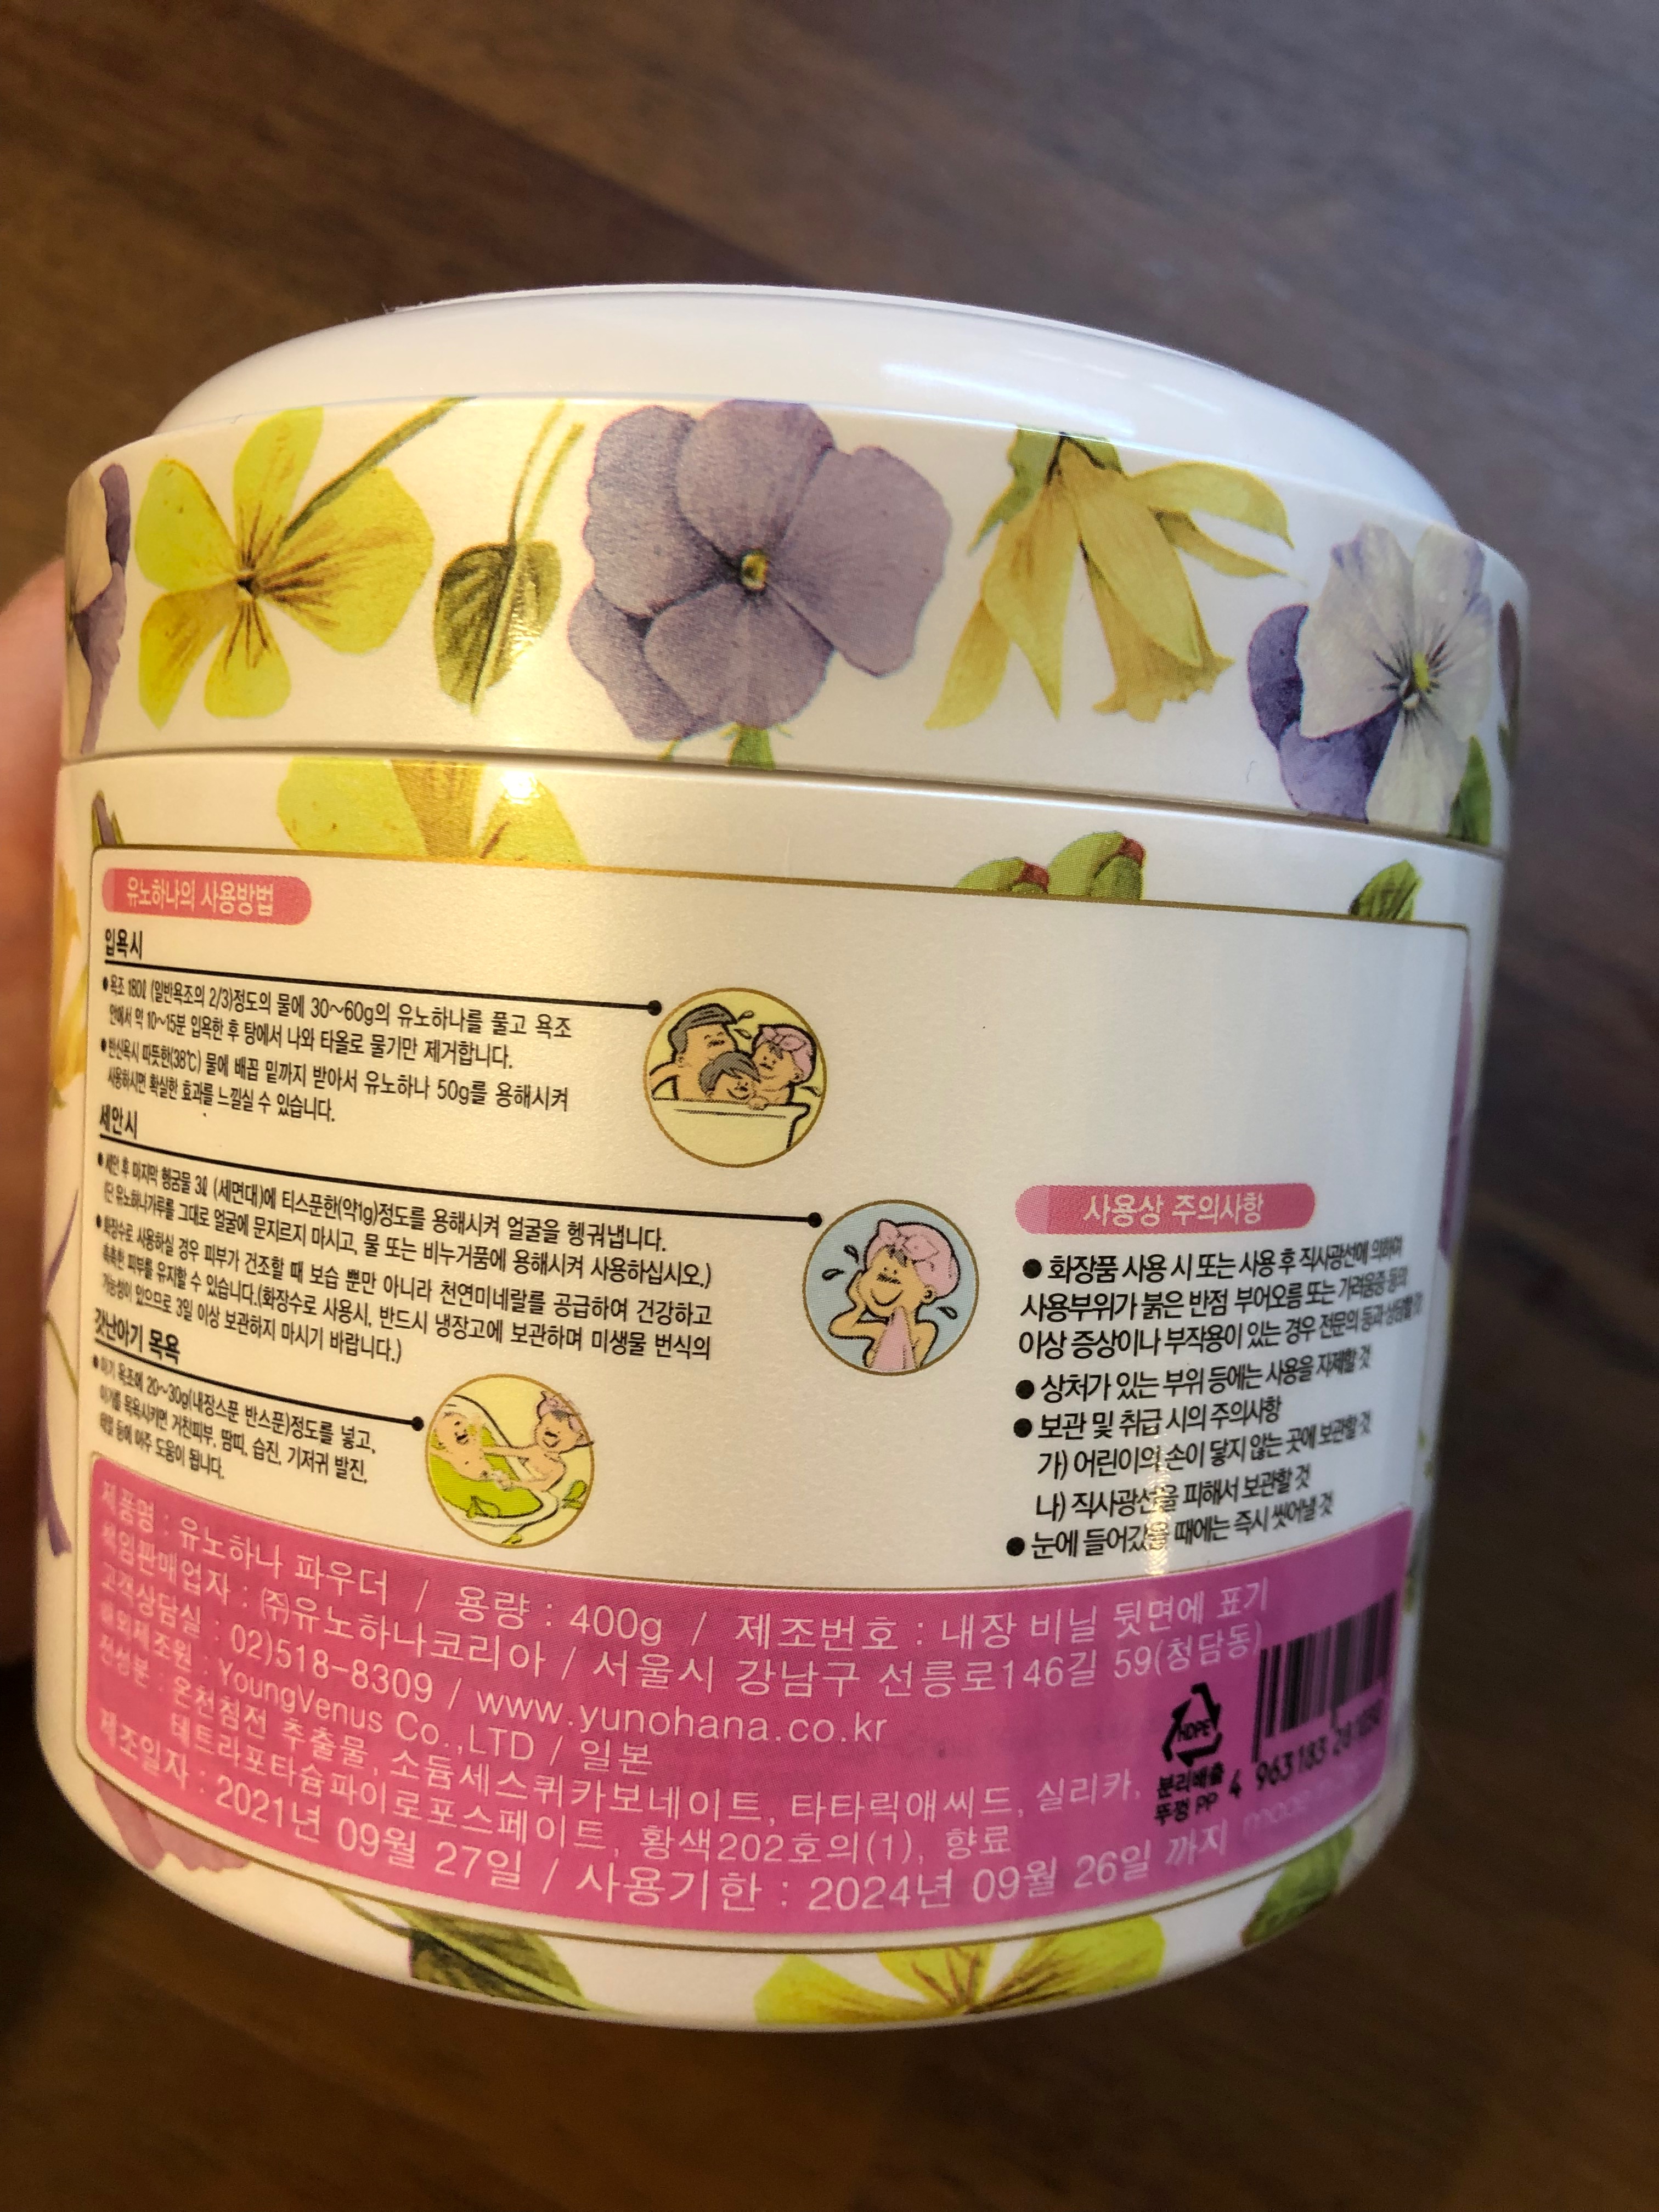 유노하나의 사용방법
입욕시
● 욕조 180ℓ (일반욕조의 2/3)정도의 물에 30~60g의 유노하나를 풀고 욕조
안에서 약 10~15분 입욕한 후 탕에서 나와 타올로 물기만 제거합니다.
● 반신욕시 따뜻한(38℃) 물에 배꼽 밑까지 받아서 유노하나 50g를 용해시켜
사용하시면 확실한 효과를 느낄실 수 있습니다.
세안시
● 세안 후 마지막 헹굼물 3ℓ (세면대)에 티스푼한(약1g)정도를 용해시켜 얼굴을 헹궈냅니다.
(단 유노하나가루를 그대로 얼굴에 문지르지 마시고, 물 또는 비누거품에 용해시켜 사용하십시오.)
● 화장수로 사용하실 경우 피부가 건조할 때 보습 뿐만 아니라 천연미네랄를 공급하여 건강하고
촉촉한 피부를 유지할 수 있습니다.(화장수로 사용시, 반드시 냉장고에 보관하며 미생물 번식의
가능성이 있으므로 3일 이상 보관하지 마시기 바랍니다.)
갓난아기 목욕
● 아기 욕조에 20~30g(내장스푼 반스푼)정도를 넣고,
아기를 목욕시키면 거친피부, 땀띠, 습진, 기저귀 발진,
태열 등에 아주 도움이 됩니다.
사용상 주의사항
● 화장품 사용 시 또는 사용 후 직사광선에 의하여
사용부위가 붉은 반점 부어오름 또는 가려움증 등의
이상 증상이나 부작용이 있는 경우 전문의 등과 상담할 것
● 상처가 있는 부위 등에는 사용을 자제할 것
● 보관 및 취급 시의 주의사항
가) 어린이의 손이 닿지 않는 곳에 보관할 것
나) 직사광선을 피해서 보관할 것
● 눈에 들어갔을 때에는 즉시 씻어낼 것
제품명 : 유노하나 파우더 / 용량 : 400g / 제조번호 : 내장 비닐 뒷면에 표기
책임판매업자 : ㈜유노하나코리아 / 서울시 강남구 선릉로146길 59(청담동)
고객상담실 : 02)518-8309 / www.yunohana.co.kr
해외제조원 : YoungVenus Co.,LTD / 일본
전성분 : 온천침전 추출물, 소듐세스퀴카보네이트, 타타릭애씨드, 실리카,
테트라포타슘파이로포스페이트, 황색202호의(1), 향료
제조일자 : 2021년 09월 27일 / 사용기한 : 2024년 09월 26일 까지
HDPE
분리배출
뚜껑 PP
4 963183
made